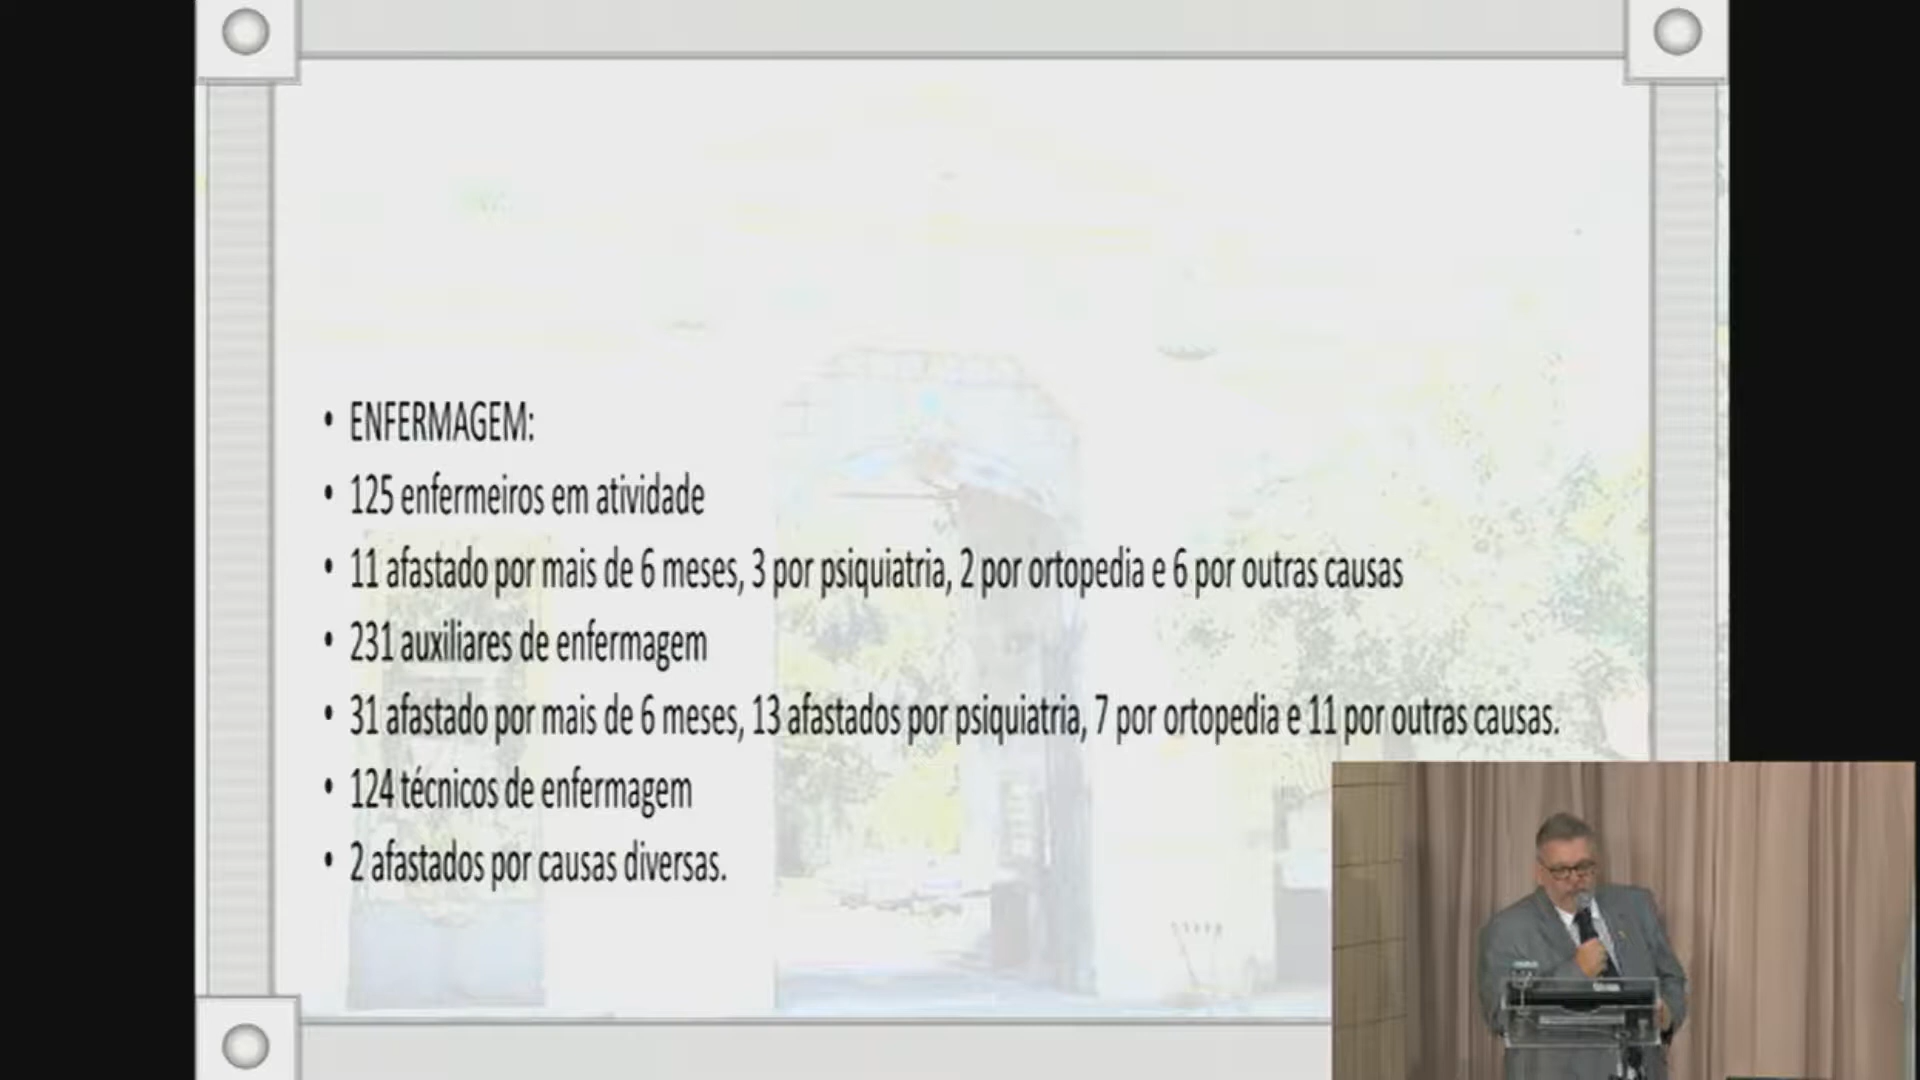 • ENFERMAGEM:
• 125 enfermeiros em atividade
• 11 afastado por mais de 6 meses, 3 por psiquiatria, 2 por ortopedia e 6 por outras causas
• 231 auxiliares de enfermagem
• 31 afastado por mais de 6 meses, 13 afastados por psiquiatria, 7 por ortopedia e 11 por outras causas.
• 124 técnicos de enfermagem
• 2 afastados por causas diversas.